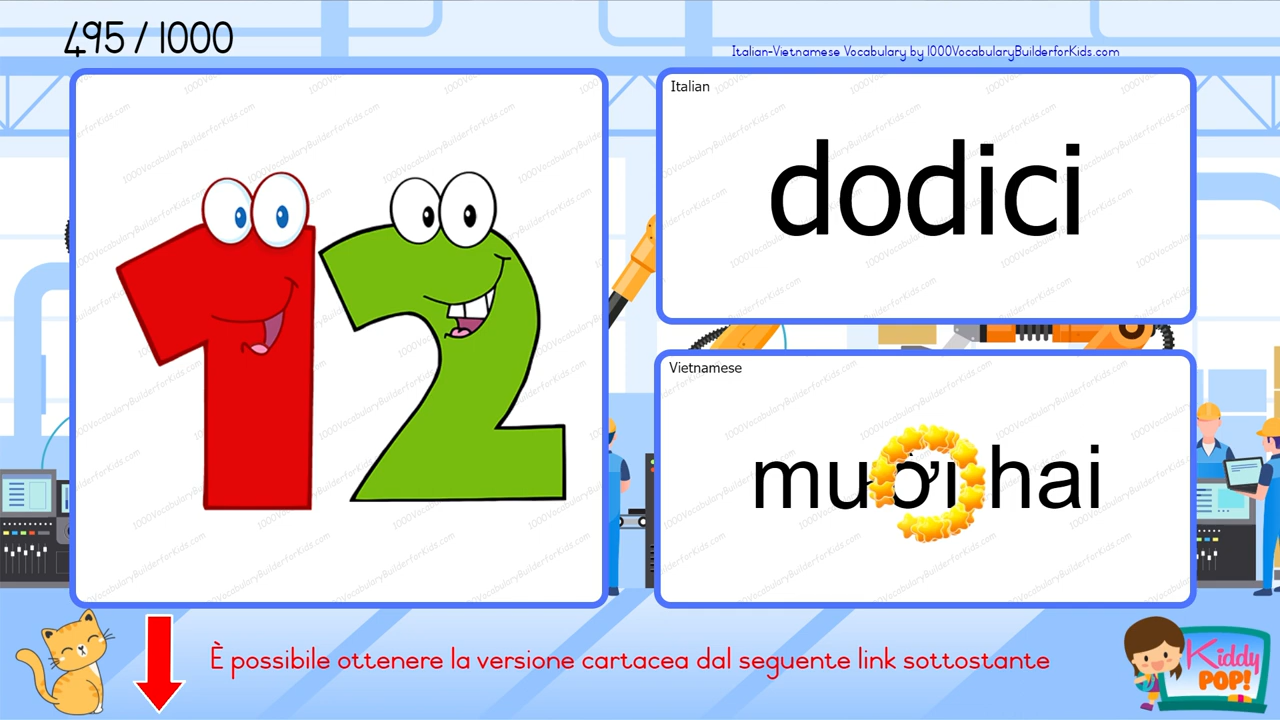 495 / 1000
Italian-Vietnamese Vocabulary by 1000VocabularyBuilderforKids.com
Italian
dodici
12
Vietnamese
mười hai
È possibile ottenere la versione cartacea dal seguente link sottostante
Kiddy
POP!